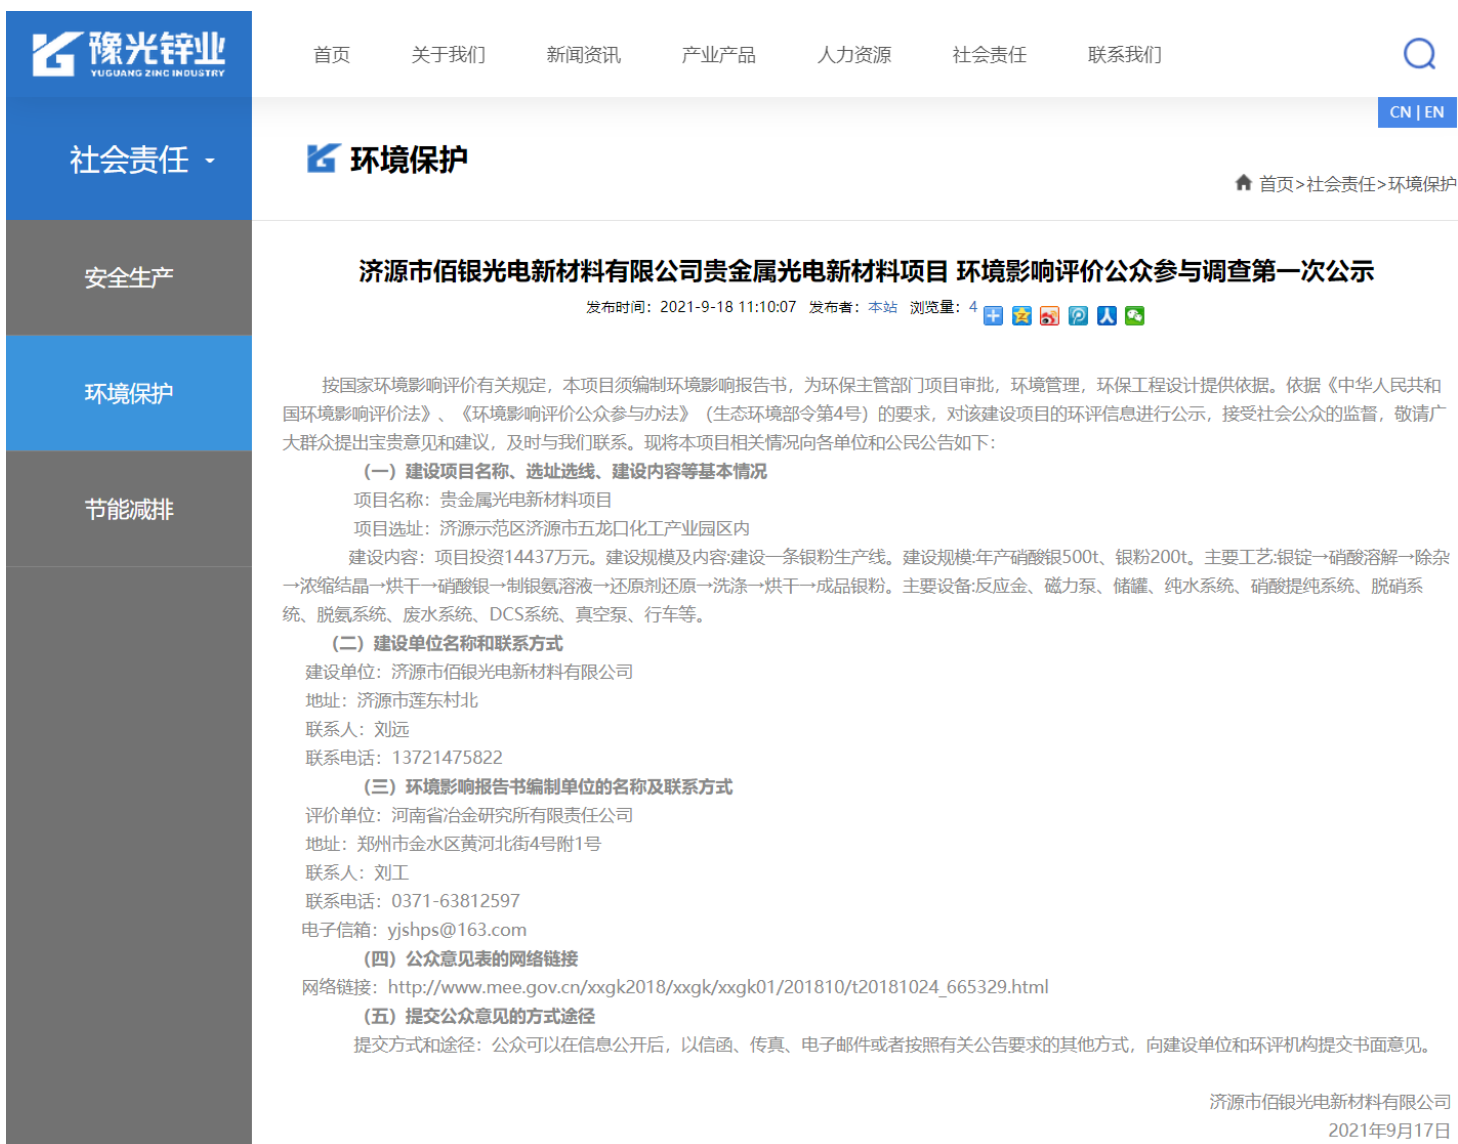 豫光锌业
YUGUANG ZINC INDUSTRY
首页 关于我们 新闻资讯 产业产品 人力资源 社会责任 联系我们
CN | EN
社会责任
环境保护
首页>社会责任>环境保护
安全生产
环境保护
节能减排
济源市佰银光电新材料有限公司贵金属光电新材料项目 环境影响评价公众参与调查第一次公示
发布时间：2021-9-18 11:10:07 发布者：本站 浏览量：4
按国家环境影响评价有关规定，本项目须编制环境影响报告书，为环保主管部门项目审批，环境管理，环保工程设计提供依据。依据《中华人民共和
国环境影响评价法》、《环境影响评价公众参与办法》（生态环境部令第4号）的要求，对该建设项目的环评信息进行公示，接受社会公众的监督，敬请广
大群众提出宝贵意见和建议，及时与我们联系。现将本项目相关情况向各单位和公民公告如下：
（一）建设项目名称、选址选线、建设内容等基本情况
项目名称：贵金属光电新材料项目
项目选址：济源示范区济源市五龙口化工产业园区内
建设内容：项目投资14437万元。建设规模及内容:建设一条银粉生产线。建设规模:年产硝酸银500t、银粉200t。主要工艺:银锭→硝酸溶解→除杂
→浓缩结晶→烘干→硝酸银→制银氨溶液→还原剂还原→洗涤→烘干→成品银粉。主要设备:反应金、磁力泵、储罐、纯水系统、硝酸提纯系统、脱硝系
统、脱氨系统、废水系统、DCS系统、真空泵、行车等。
（二）建设单位名称和联系方式
建设单位：济源市佰银光电新材料有限公司
地址：济源市莲东村北
联系人：刘远
联系电话：13721475822
（三）环境影响报告书编制单位的名称及联系方式
评价单位：河南省冶金研究所有限责任公司
地址：郑州市金水区黄河北街4号附1号
联系人：刘工
联系电话：0371-63812597
电子信箱：yjshps@163.com
（四）公众意见表的网络链接
网络链接：http://www.mee.gov.cn/xxgk2018/xxgk/xxgk01/201810/t20181024_665329.html
（五）提交公众意见的方式途径
提交方式和途径：公众可以在信息公开后，以信函、传真、电子邮件或者按照有关公告要求的其他方式，向建设单位和环评机构提交书面意见。
济源市佰银光电新材料有限公司
2021年9月17日